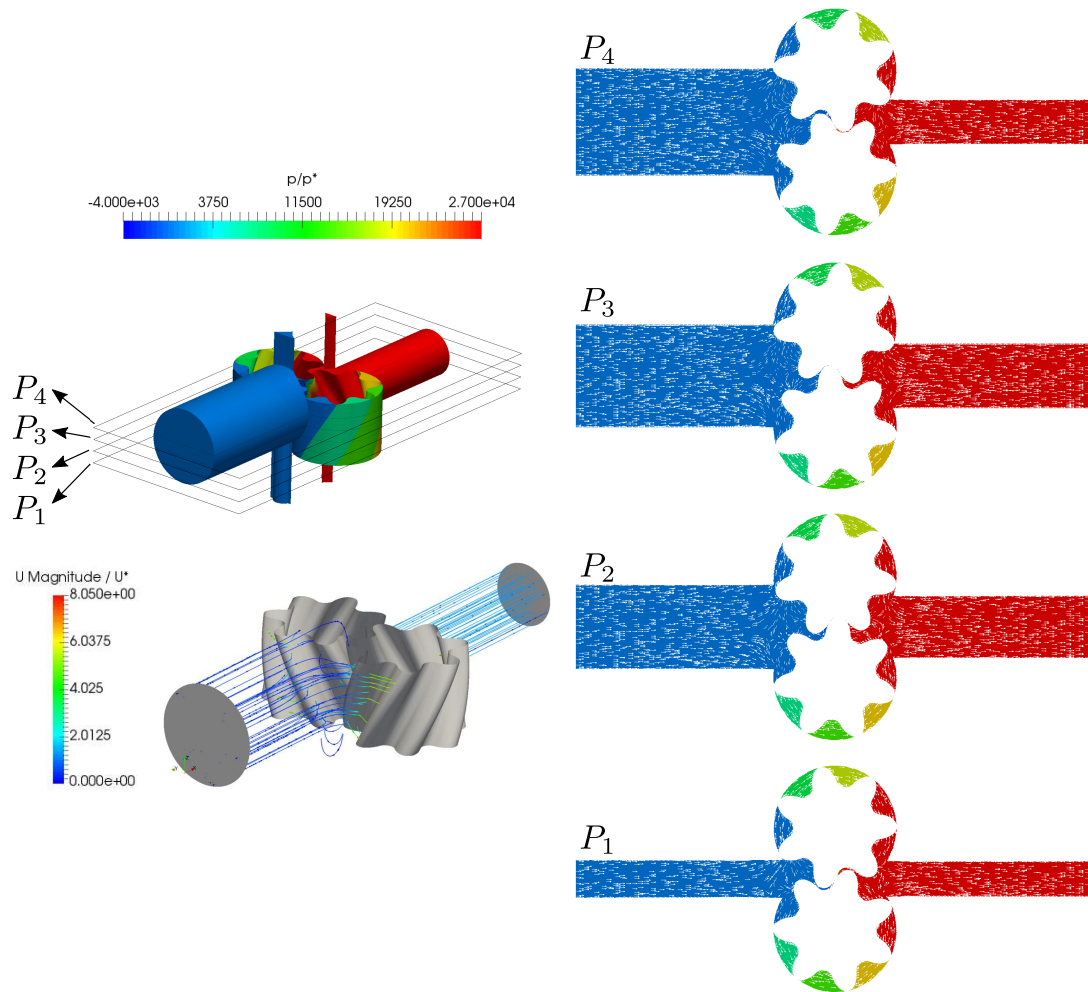 p/p*
-4.000e+03 3750 11500 19250 2.700e+04
P4
P3
P2
P1
U Magnitude / U*
8.050e+00
6.0375
4.025
2.0125
0.000e+00
P4
P3
P2
P1